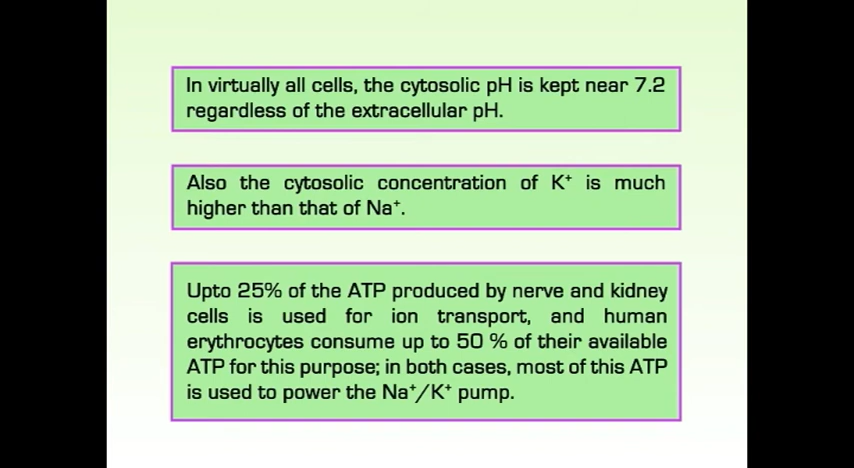 In virtually all cells, the cytosolic pH is kept near 7.2
regardless of the extracellular pH.
Also the cytosolic concentration of K⁺ is much
higher than that of Na⁺.
Upto 25% of the ATP produced by nerve and kidney
cells is used for ion transport, and human
erythrocytes consume up to 50 % of their available
ATP for this purpose; in both cases, most of this ATP
is used to power the Na⁺/K⁺ pump.